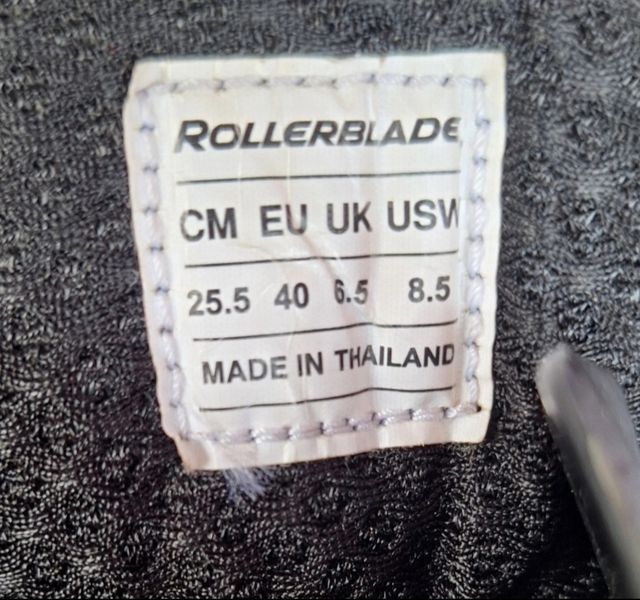 ROLLERBLADE
CM EU UK USW
25.5 40 6.5 8.5
MADE IN THAILAND